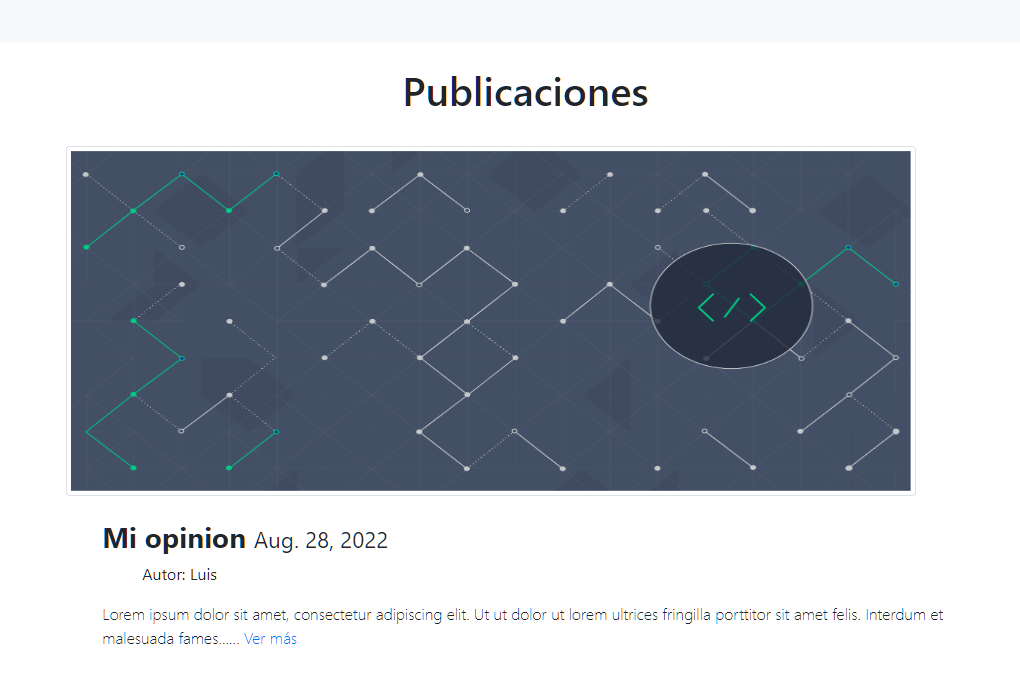 Publicaciones
</>
Mi opinion Aug. 28, 2022
Autor: Luis
Lorem ipsum dolor sit amet, consectetur adipiscing elit. Ut ut dolor ut lorem ultrices fringilla porttitor sit amet felis. Interdum et
malesuada fames...... Ver más